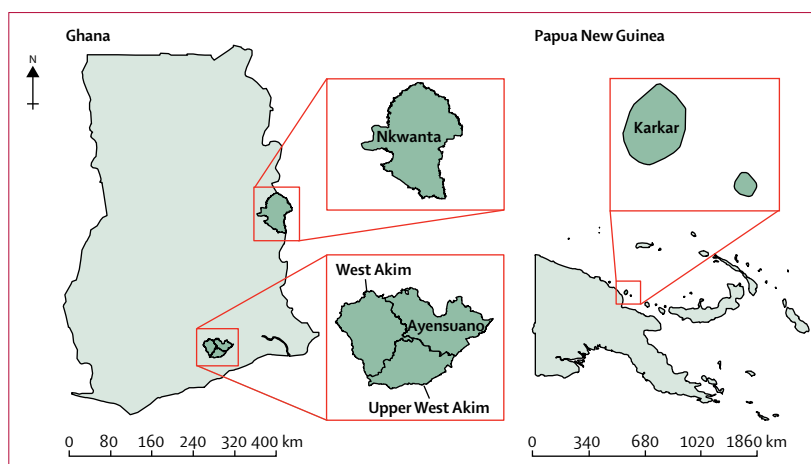 Ghana
Papua New Guinea
N
Nkwanta
Karkar
West Akim
Ayensuano
Upper West Akim
0 80 160 240 320 400 km
0 340 680 1020 1860 km